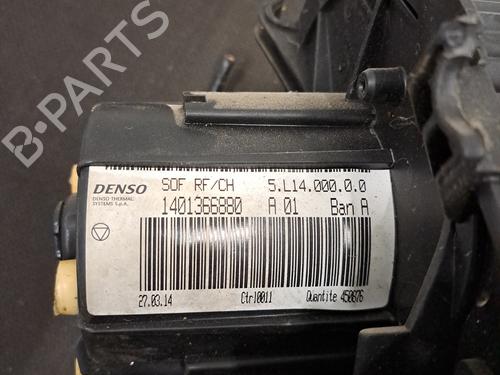 B-PARTS
DENSO SDF RF/CH 5.L14.000.0.0
DENSO THERMAL
SYSTEMS S.p.A.
1401366880 A 01 Ban A
27.03.14 Ctrl0011 Quantite 450676